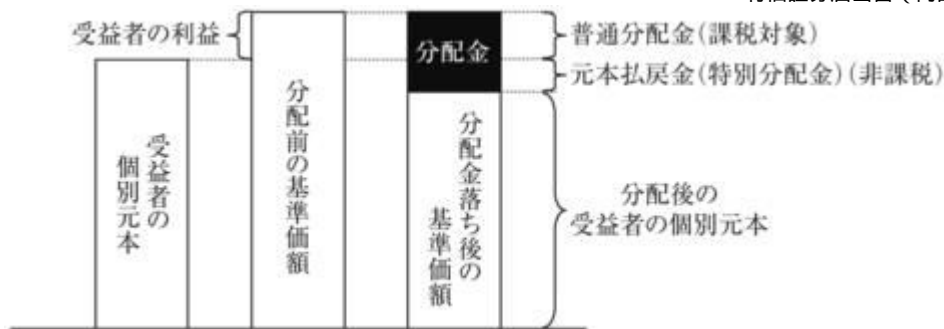 受益者の利益
分配金
普通分配金(課税対象)
元本払戻金(特別分配金)(非課税)
受益者の
個別元本
分配前の基準価額
分配金落ち後の
基準価額
分配後の
受益者の個別元本